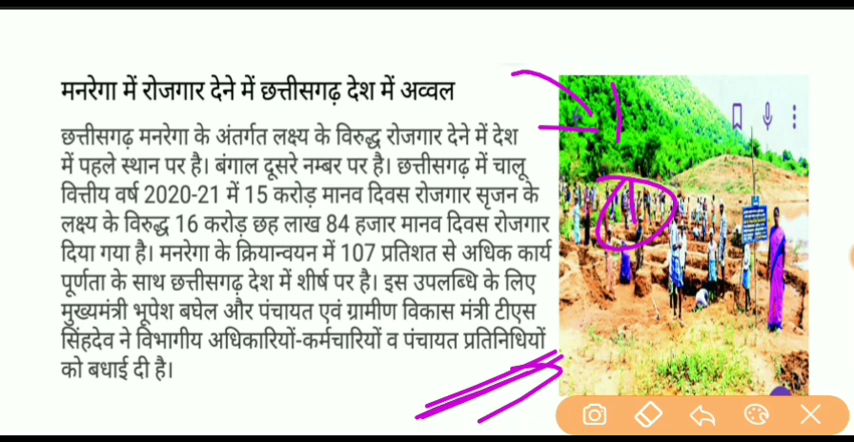 मनरेगा में रोजगार देने में छत्तीसगढ़ देश में अव्वल
छत्तीसगढ़ मनरेगा के अंतर्गत लक्ष्य के विरुद्ध रोजगार देने में देश
में पहले स्थान पर है। बंगाल दूसरे नम्बर पर है। छत्तीसगढ़ में चालू
वित्तीय वर्ष 2020-21 में 15 करोड़ मानव दिवस रोजगार सृजन के
लक्ष्य के विरुद्ध 16 करोड़ छह लाख 84 हजार मानव दिवस रोजगार
दिया गया है। मनरेगा के क्रियान्वयन में 107 प्रतिशत से अधिक कार्य
पूर्णता के साथ छत्तीसगढ़ देश में शीर्ष पर है। इस उपलब्धि के लिए
मुख्यमंत्री भूपेश बघेल और पंचायत एवं ग्रामीण विकास मंत्री टीएस
सिंहदेव ने विभागीय अधिकारियों-कर्मचारियों व पंचायत प्रतिनिधियों
को बधाई दी है।